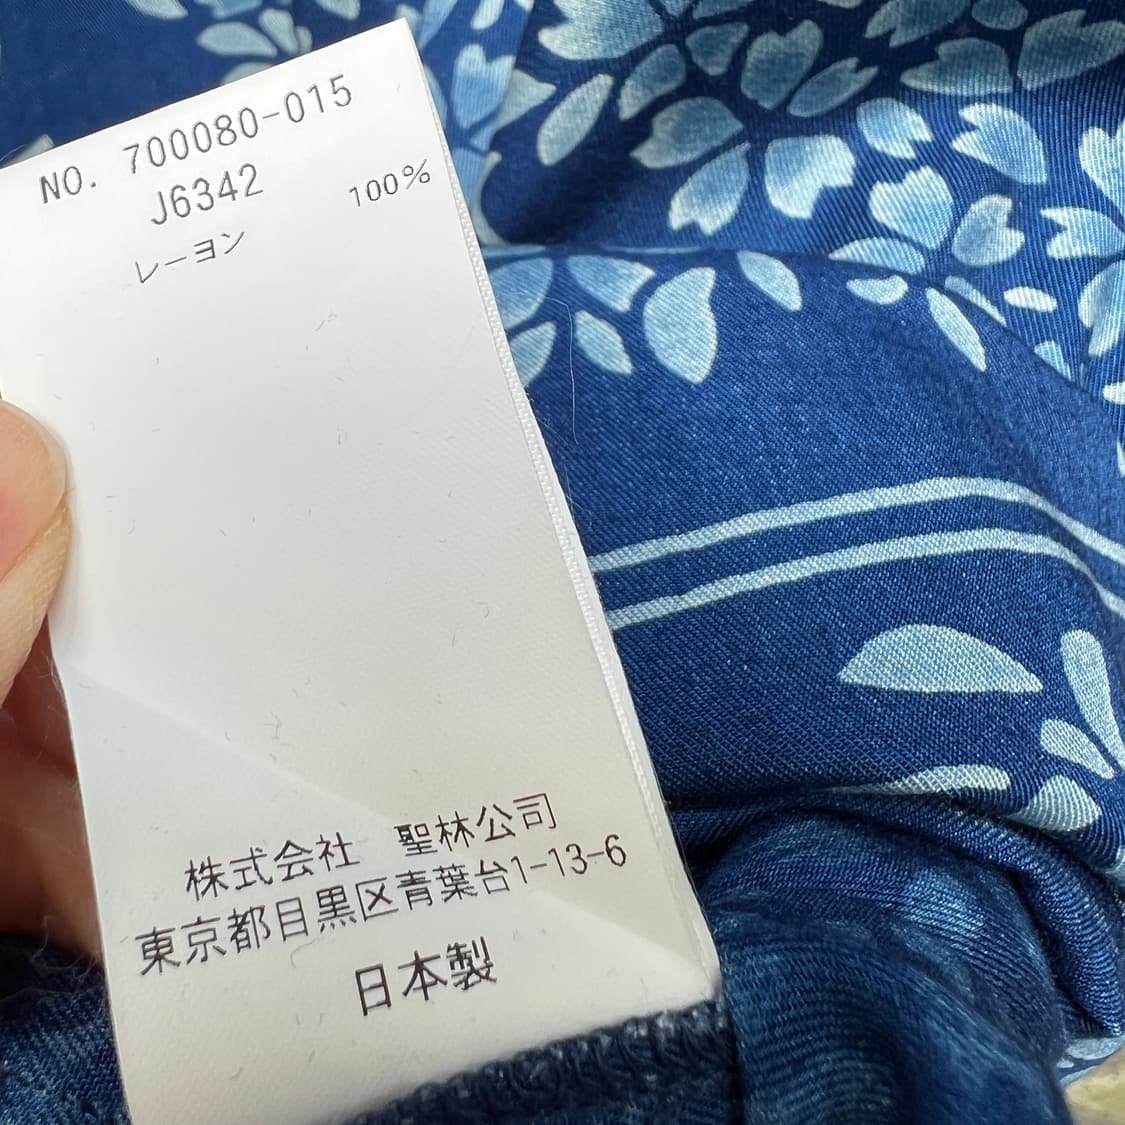 NO. 700080-015
J6342
レーヨン 100%
株式会社 聖林公司
東京都目黒区青葉台1-13-6
日本製